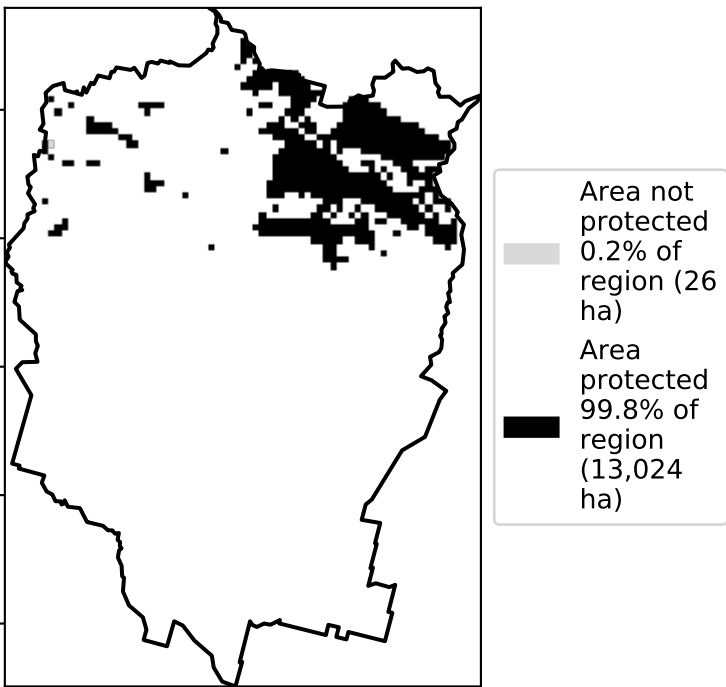 Area not
protected
0.2% of
region (26
ha)
Area
protected
99.8% of
region
(13,024
ha)